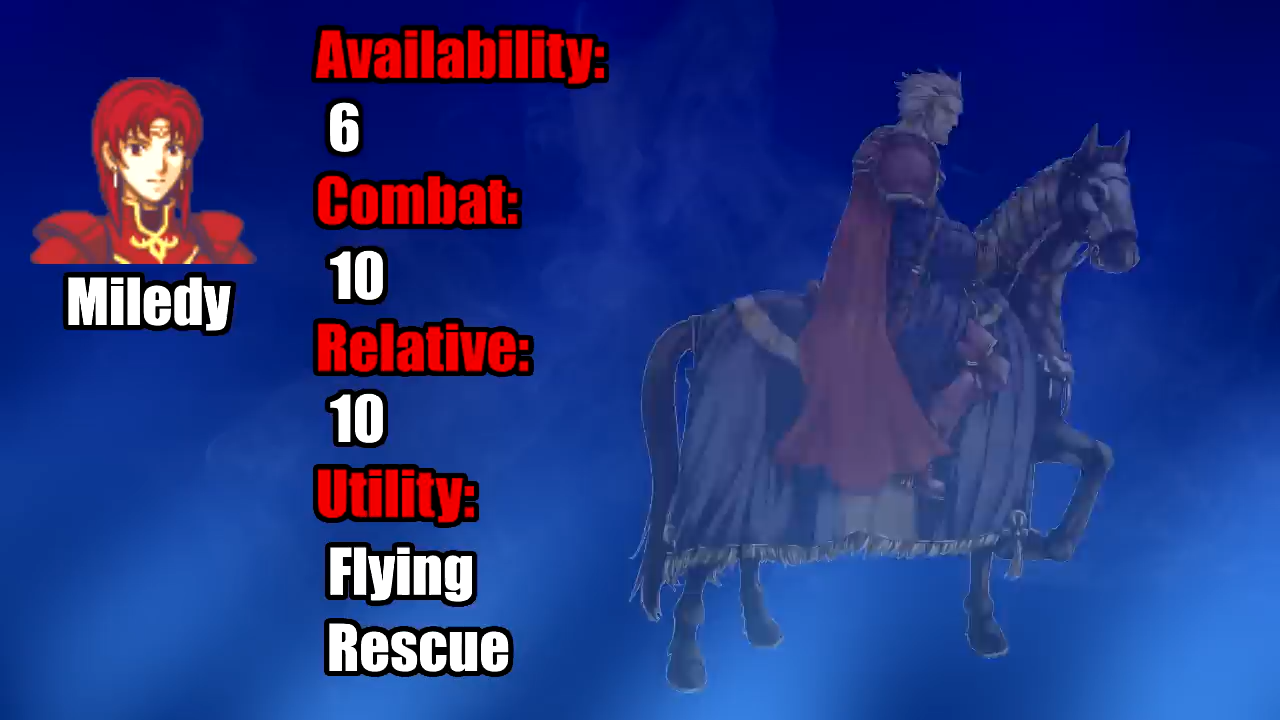 Availability:
6
Combat:
10
Miledy
Relative:
10
Utility:
Flying
Rescue